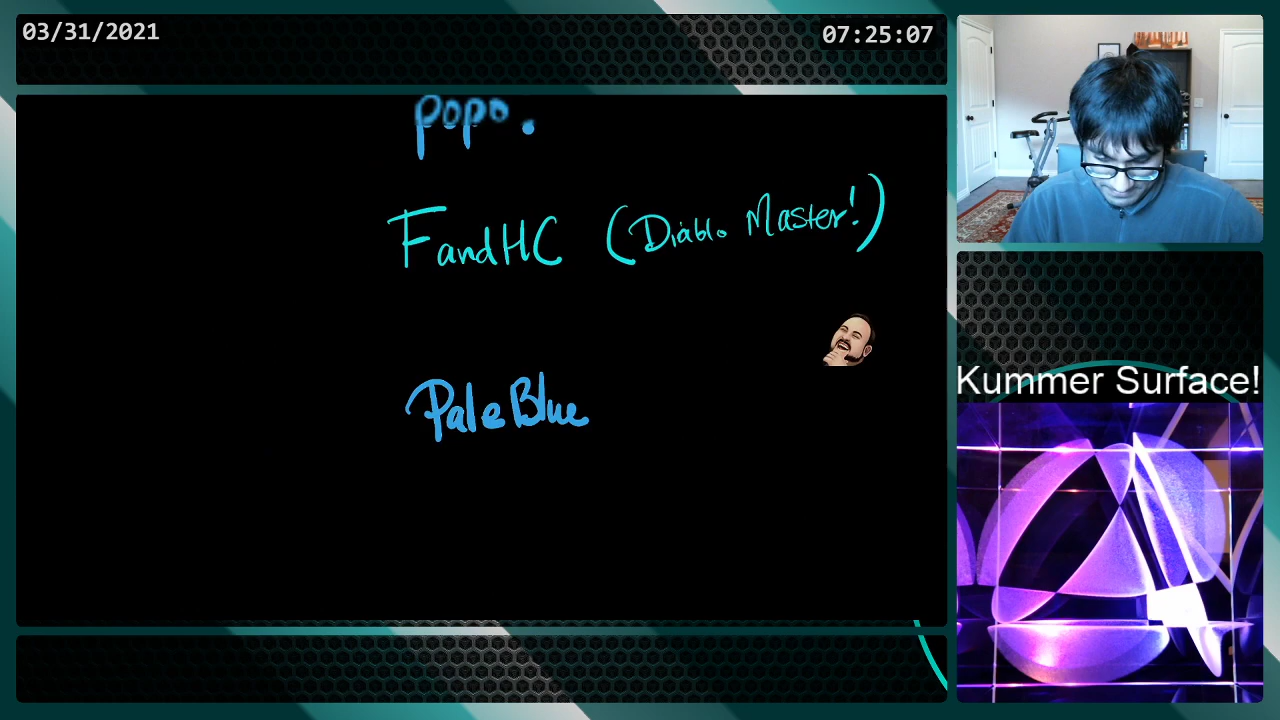 03/31/2021
07:25:07
popo.
FandHC (Diablo Master!)
PaleBlue
Kummer Surface!